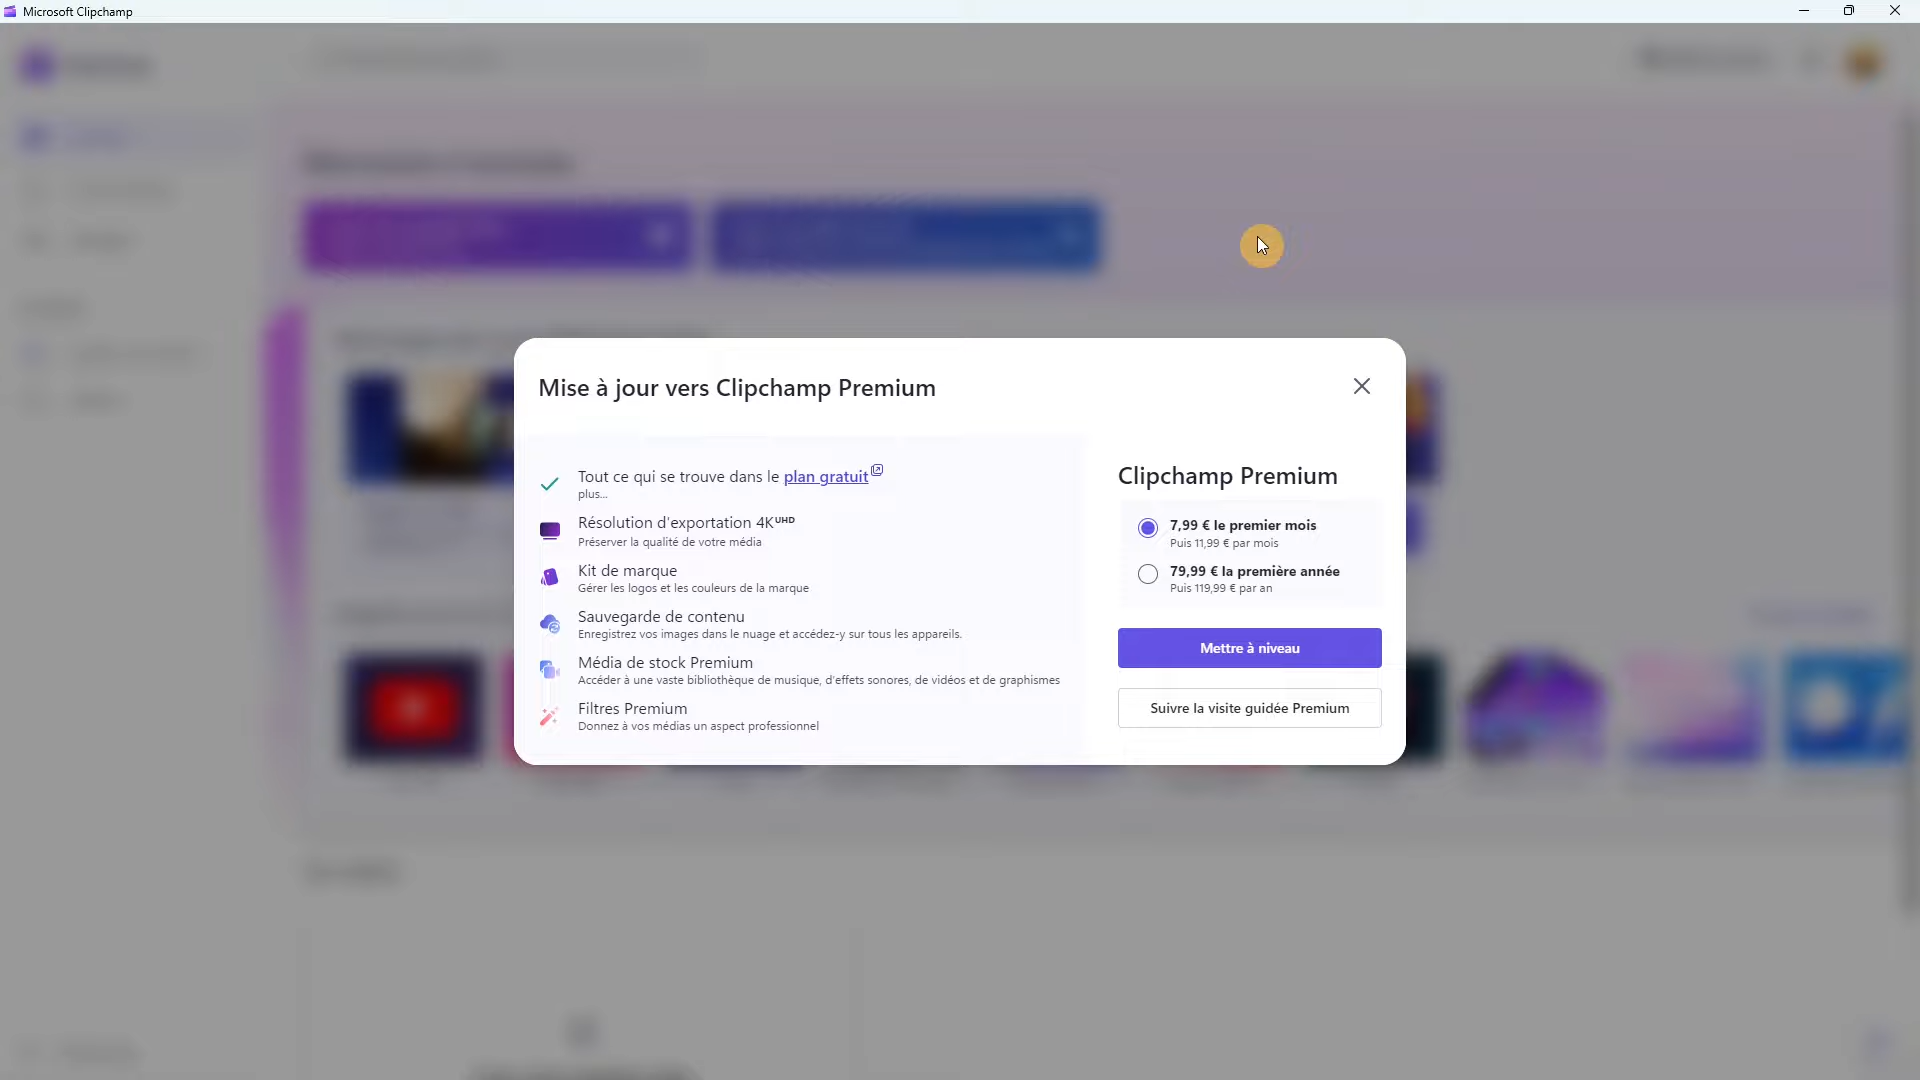 Microsoft Clipchamp
Mise à jour vers Clipchamp Premium
Tout ce qui se trouve dans le plan gratuit
plus...
Résolution d'exportation 4K UHD
Préserver la qualité de votre média
Kit de marque
Gérer les logos et les couleurs de la marque
Sauvegarde de contenu
Enregistrez vos images dans le nuage et accédez-y sur tous les appareils.
Média de stock Premium
Accéder à une vaste bibliothèque de musique, d'effets sonores, de vidéos et de graphismes
Filtres Premium
Donnez à vos médias un aspect professionnel
Clipchamp Premium
7,99 € le premier mois
Puis 11,99 € par mois
79,99 € la première année
Puis 119,99 € par an
Mettre à niveau
Suivre la visite guidée Premium